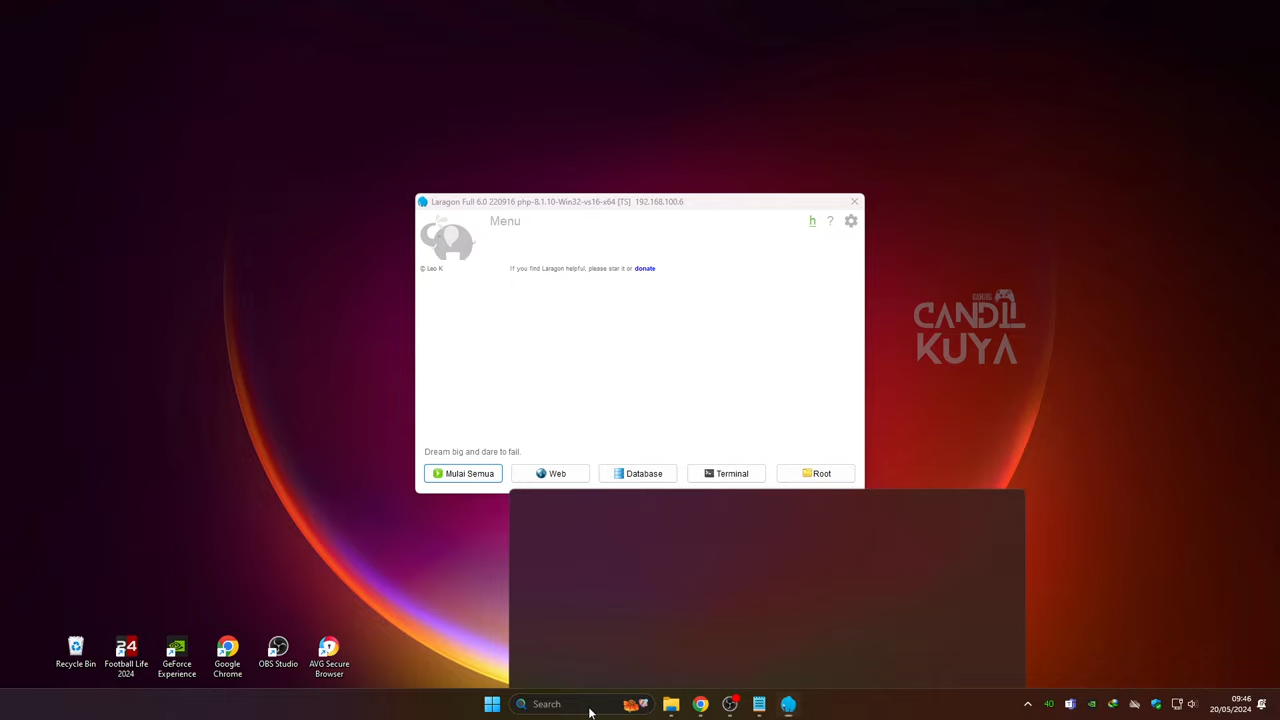 Laragon Full 6.0 220916 php-8.1.10-Win32-vs16-x64 [TS] 192.168.100.6
Menu
h ?
© Leo K
If you find Laragon helpful, please star it or donate
GAMING
CANDIL
KUYA
Dream big and dare to fail.
Mulai Semua
Web
Database
Terminal
Root
24
Recycle Bin
Football Life 2024
GeForce Experience
Google Chrome
OBS Studio
AVG Secure Browser
Search
40
09:46
20/05/2024